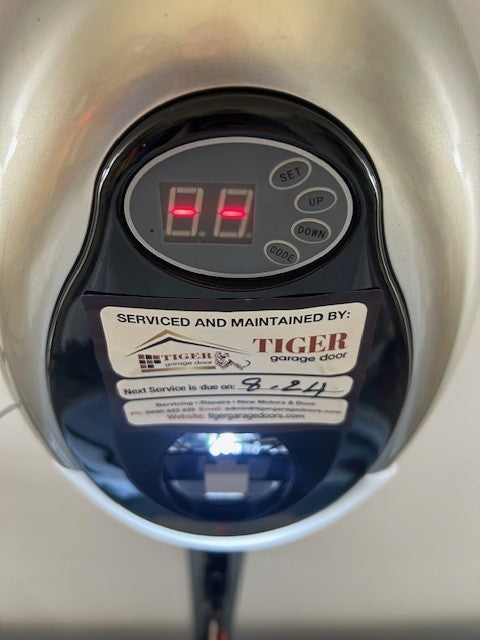 --
SET
UP
DOWN
CODE
SERVICED AND MAINTAINED BY:
TIGER
garage door
TIGER
garage door
Next Service is due on: 8.24
Servicing • Repairs • New Motors & Door
Website: tigergaragedoors.com